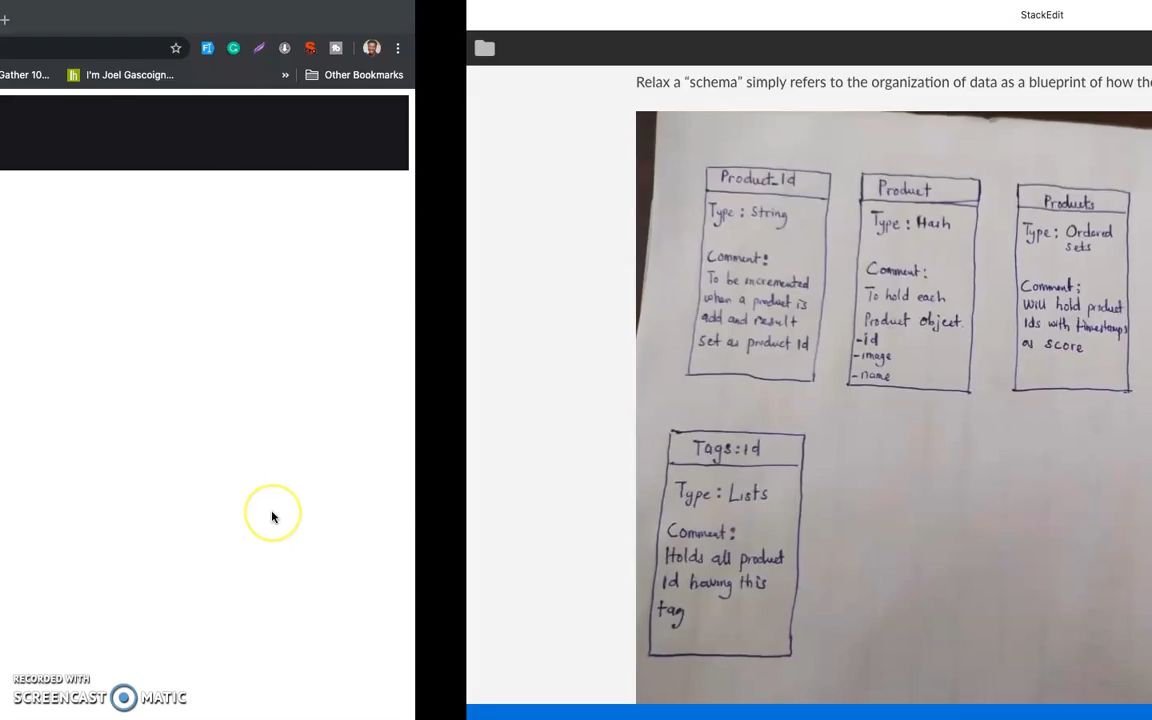 StackEdit
Gather 10...
I'm Joel Gascoign...
»
Other Bookmarks
Relax a “schema” simply refers to the organization of data as a blueprint of how the
Product_Id
Type : String
Comment:
To be incremented
when a product is
add and result
set as product Id
Product
Type : Hash
Comment:
To hold each
Product object.
-id
-image
-name
Products
Type: Ordered
sets
Comment;
Will hold product
Ids with timestamps
as score
Tags:id
Type : Lists
Comment:
Holds all product
Id having this
tag
RECORDED WITH
SCREENCAST MATIC